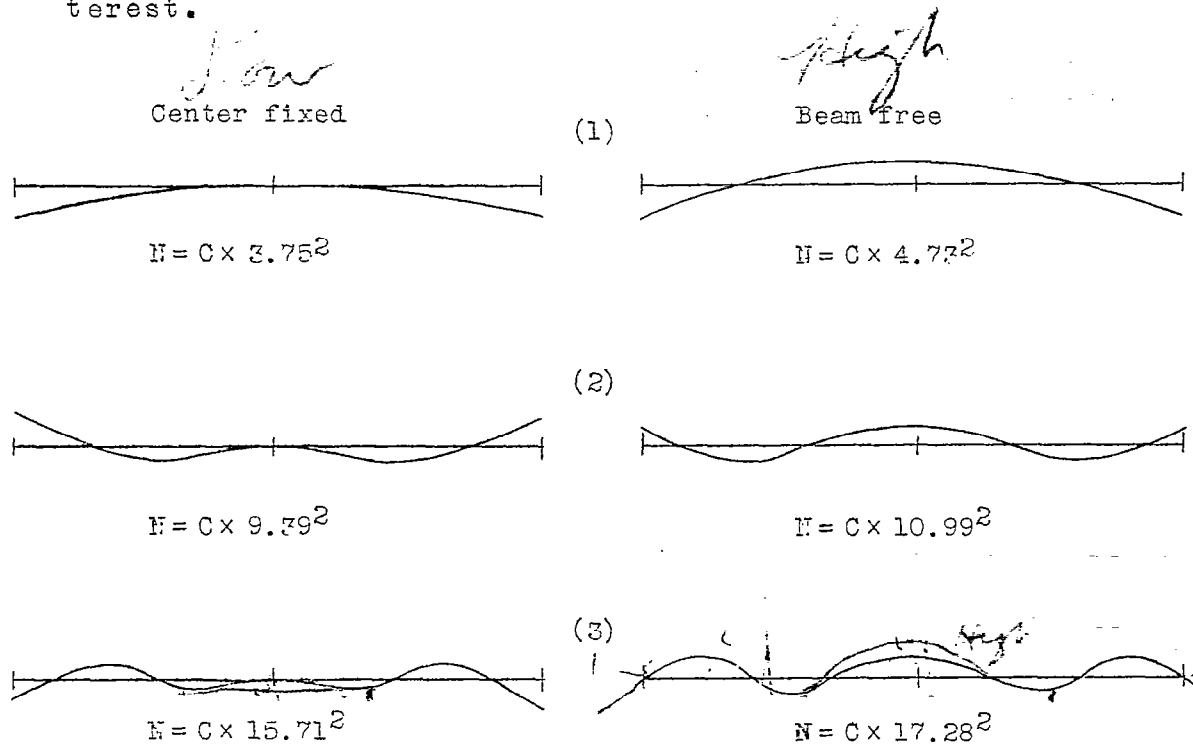 terest.
Low High
Center fixed Beam free
(1)
N = C × 3.75² N = C × 4.73²
(2)
N = C × 9.39² N = C × 10.99²
(3)
High
N = C × 15.71² N = C × 17.28²